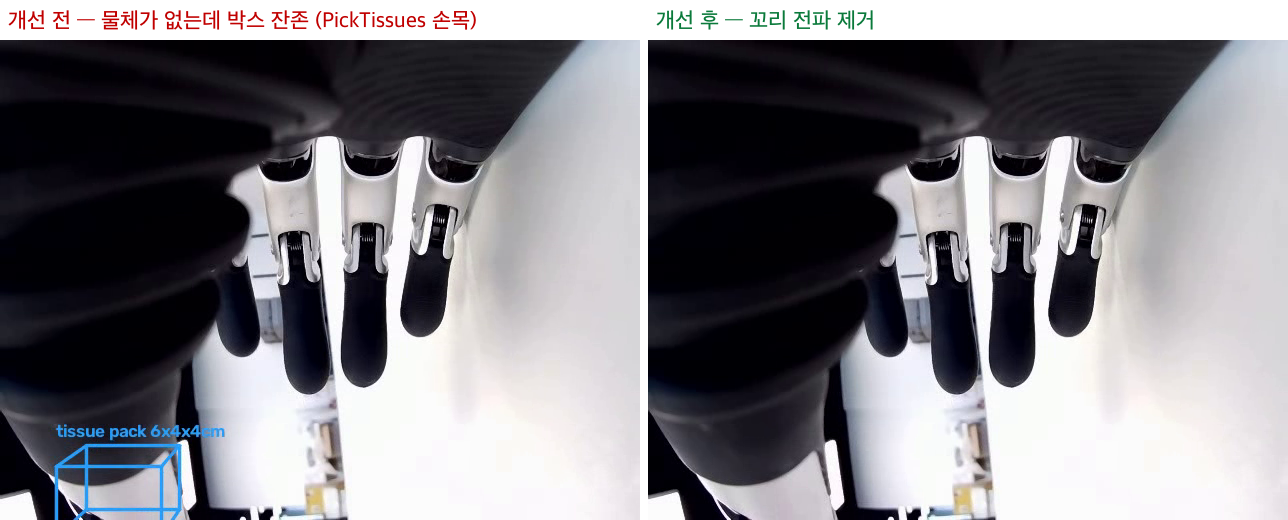 개선 전 — 물체가 없는데 박스 잔존 (PickTissues 손목)
개선 후 — 꼬리 전파 제거
tissue pack 6x4x4cm